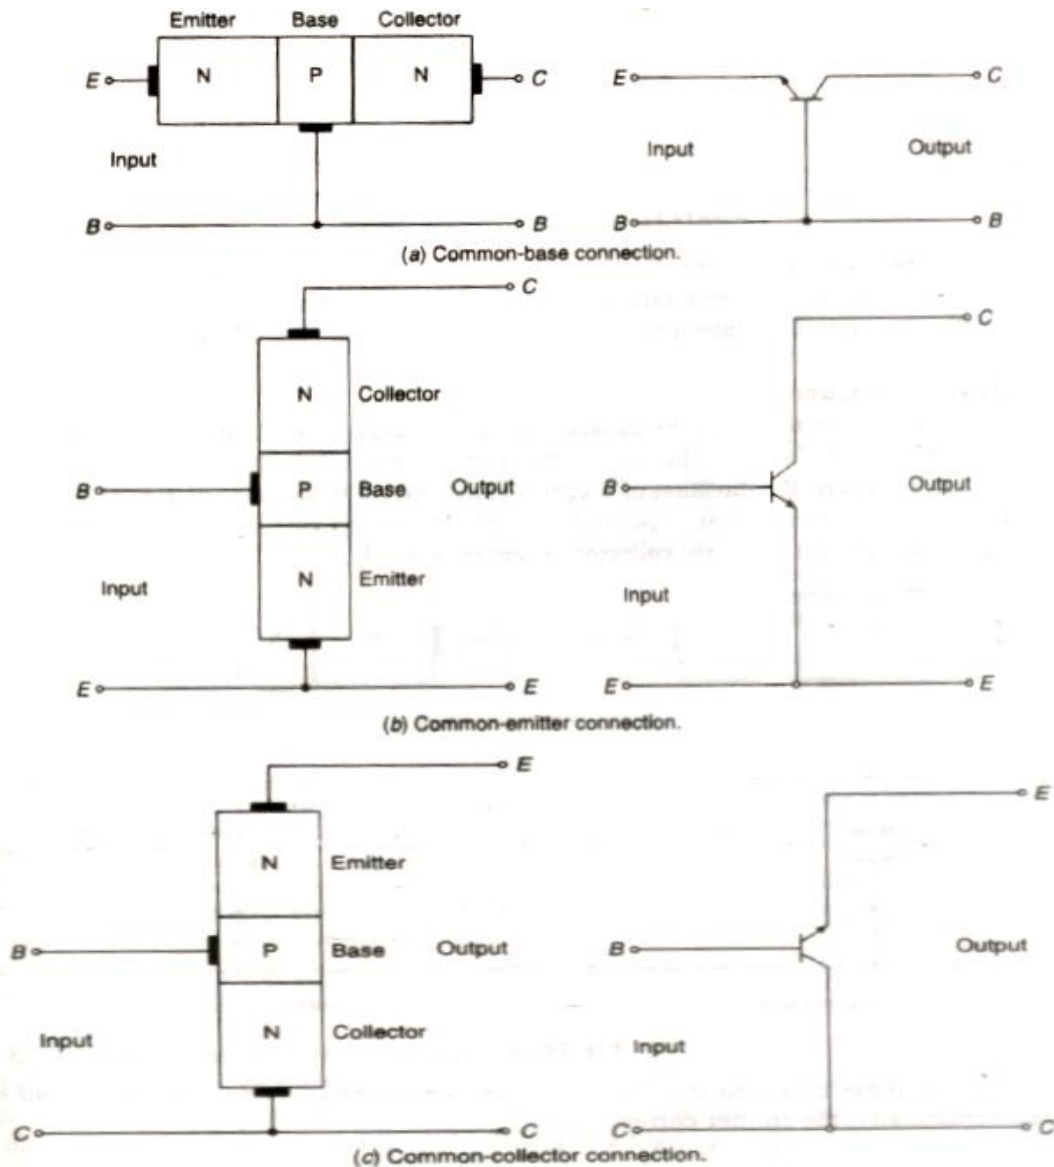 Emitter Base Collector
E N P N C E C
Input Input Output
B B B B
(a) Common-base connection.
C
C
N Collector
B P Base Output B Output
N Emitter
Input Input
E E E E
(b) Common-emitter connection.
E
E
N Emitter
B P Base Output B Output
N Collector
Input Input
C C C C
(c) Common-collector connection.